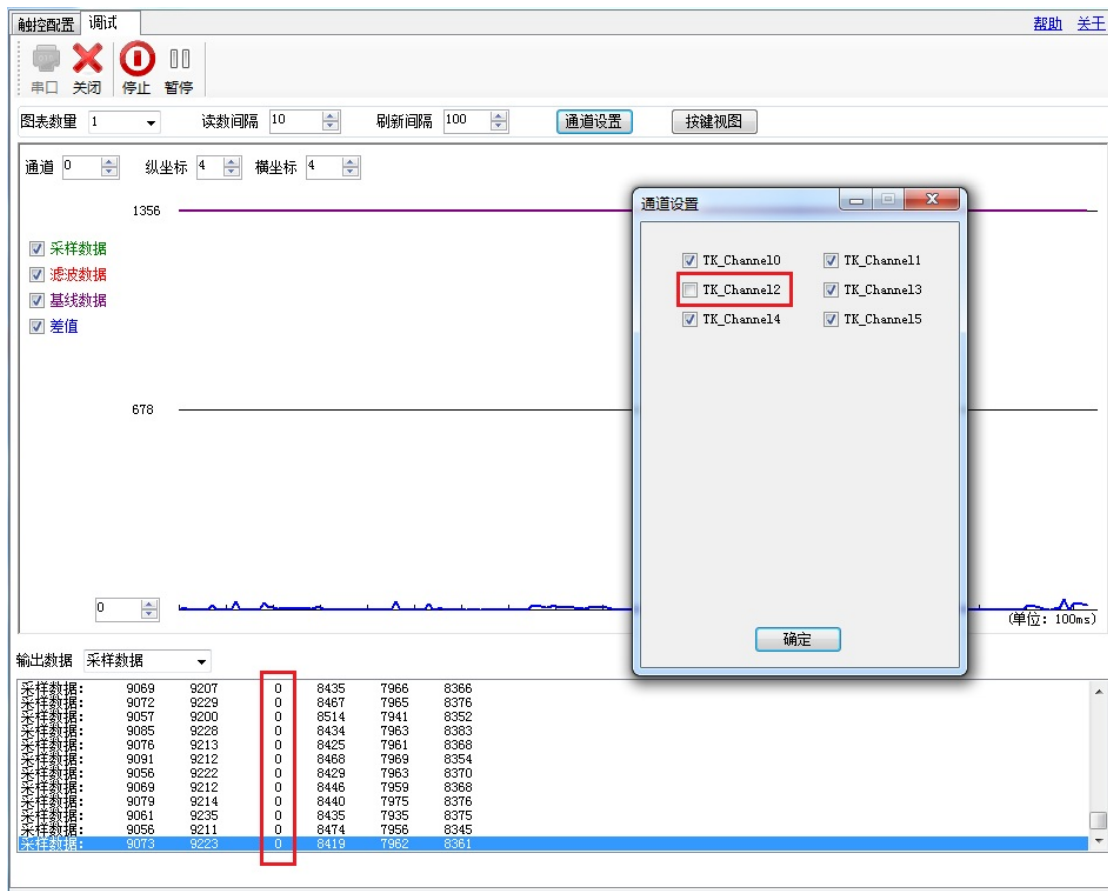 触控配置 调试 帮助 关于
串口 关闭 停止 暂停
图表数量 1 读数间隔 10 刷新间隔 100 通道设置 按键视图
通道 0 纵坐标 4 横坐标 4
1356
采样数据
滤波数据
基线数据
差值
678
0
(单位: 100ms)
通道设置
TK_Channel0 TK_Channel1
TK_Channel2 TK_Channel3
TK_Channel4 TK_Channel5
确定
输出数据 采样数据
采样数据: 9069 9207 0 8435 7966 8366
采样数据: 9072 9229 0 8467 7965 8376
采样数据: 9057 9200 0 8514 7941 8352
采样数据: 9085 9228 0 8434 7963 8383
采样数据: 9076 9213 0 8425 7961 8368
采样数据: 9091 9212 0 8468 7969 8354
采样数据: 9056 9222 0 8429 7963 8370
采样数据: 9069 9212 0 8446 7959 8368
采样数据: 9079 9214 0 8440 7975 8376
采样数据: 9061 9235 0 8435 7935 8375
采样数据: 9056 9211 0 8474 7956 8345
采样数据: 9073 9223 0 8419 7962 8361